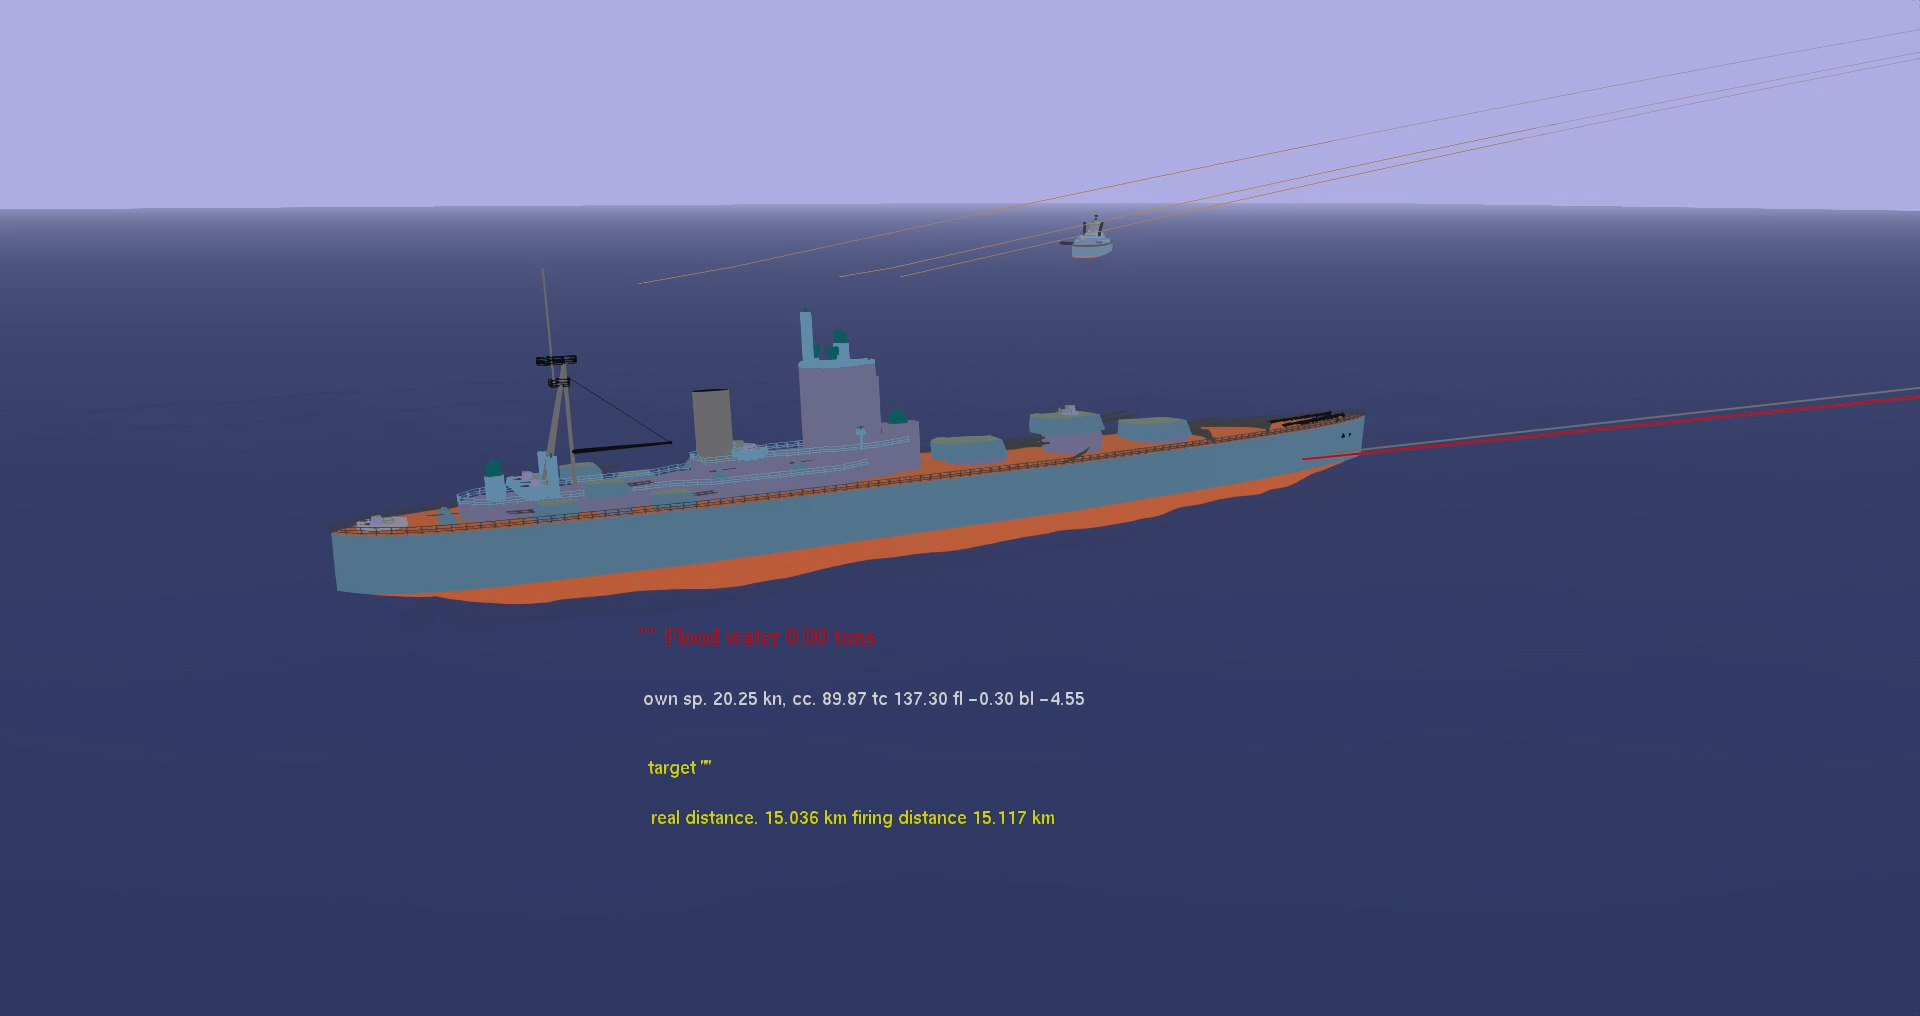 "" Flood water 0.00 tons
own sp. 20.25 kn, cc. 89.87 tc 137.30 fl −0.30 bl −4.55
target ""
real distance. 15.036 km firing distance 15.117 km